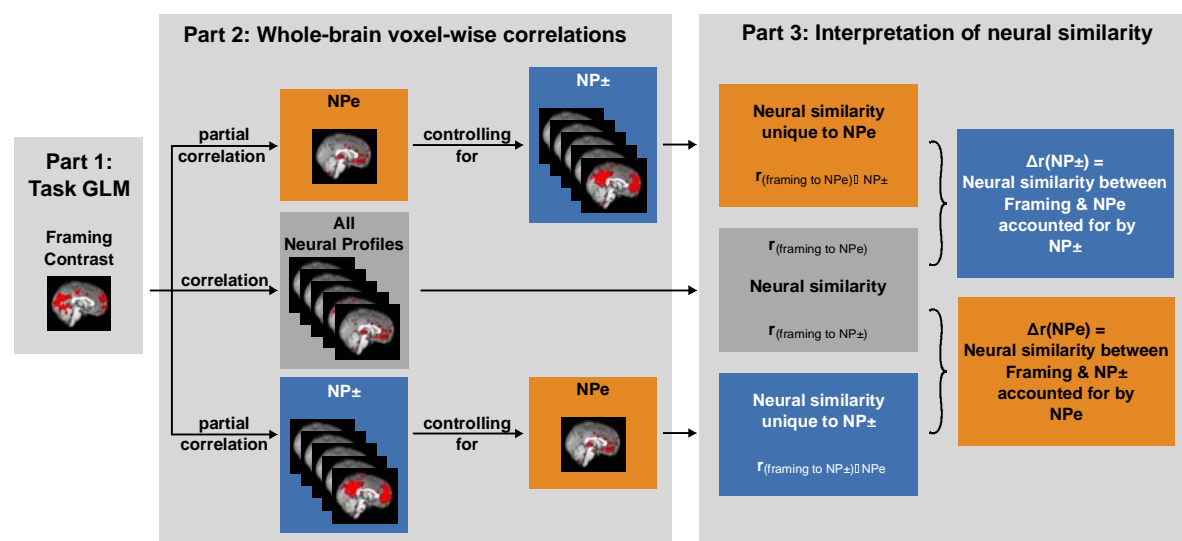 Part 1:
Task GLM
Framing
Contrast
Part 2: Whole-brain voxel-wise correlations
partial
correlation
NPe
controlling
for
NP±
correlation
All
Neural Profiles
partial
correlation
NP±
controlling
for
NPe
Part 3: Interpretation of neural similarity
Neural similarity
unique to NPe
r(framing to NPe)▯ NP±
r(framing to NPe)
Neural similarity
r(framing to NP±)
Neural similarity
unique to NP±
r(framing to NP±)▯ NPe
Δr(NP±) =
Neural similarity between
Framing & NPe
accounted for by
NP±
Δr(NPe) =
Neural similarity between
Framing & NP±
accounted for by
NPe